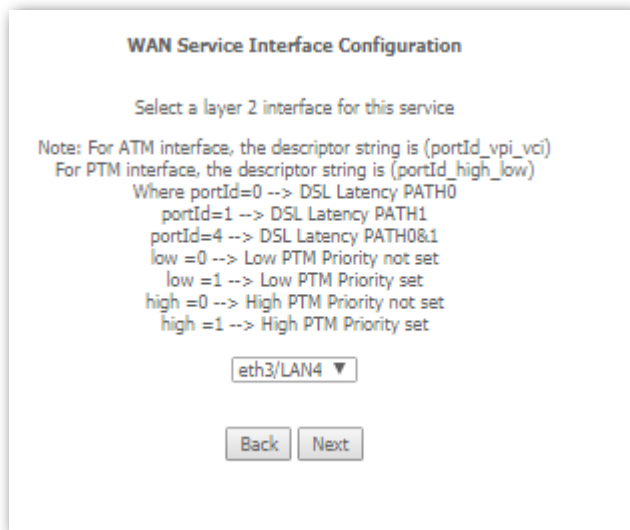 WAN Service Interface Configuration
Select a layer 2 interface for this service
Note: For ATM interface, the descriptor string is (portId_vpi_vci)
For PTM interface, the descriptor string is (portId_high_low)
Where portId=0 --> DSL Latency PATH0
portId=1 --> DSL Latency PATH1
portId=4 --> DSL Latency PATH0&1
low =0 --> Low PTM Priority not set
low =1 --> Low PTM Priority set
high =0 --> High PTM Priority not set
high =1 --> High PTM Priority set
eth3/LAN4 ▼
Back Next